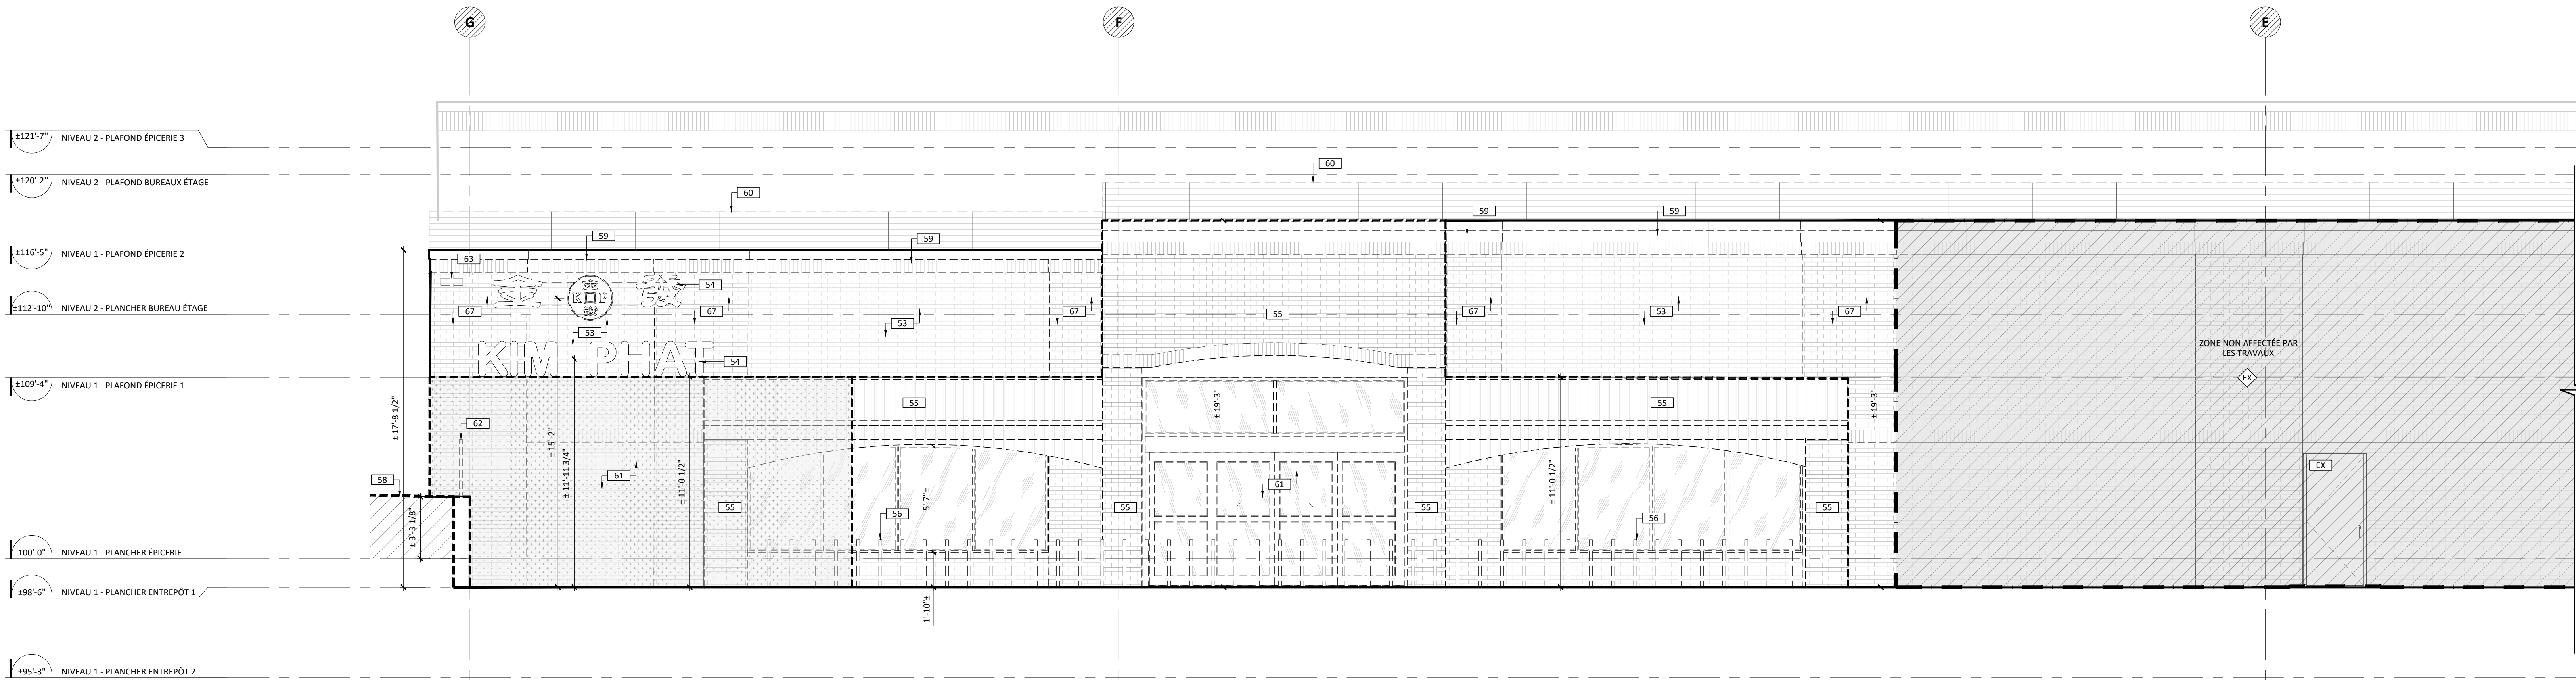 G
F
E
±121'-7"
NIVEAU 2 - PLAFOND ÉPICERIE 3
±120'-2"
NIVEAU 2 - PLAFOND BUREAUX ÉTAGE
±116'-5"
NIVEAU 1 - PLAFOND ÉPICERIE 2
±112'-10"
NIVEAU 2 - PLANCHER BUREAU ÉTAGE
±109'-4"
NIVEAU 1 - PLAFOND ÉPICERIE 1
100'-0"
NIVEAU 1 - PLANCHER ÉPICERIE
±98'-6"
NIVEAU 1 - PLANCHER ENTREPÔT 1
±95'-3"
NIVEAU 1 - PLANCHER ENTREPÔT 2
60
60
59
59
59
59
63
金
K P
發
54
67
67
67
67
67
53
53
53
55
KIM PHAT
54
ZONE NON AFFECTÉE PAR
LES TRAVAUX
EX
55
55
62
61
61
58
55
56
55
55
56
55
EX
± 17'-8 1/2"
± 3'-3 1/8"
± 15'-2"
± 11'-11 3/4"
± 11'-0 1/2"
5'-7"±
1'-10"±
± 19'-3"
± 11'-0 1/2"
± 19'-3"